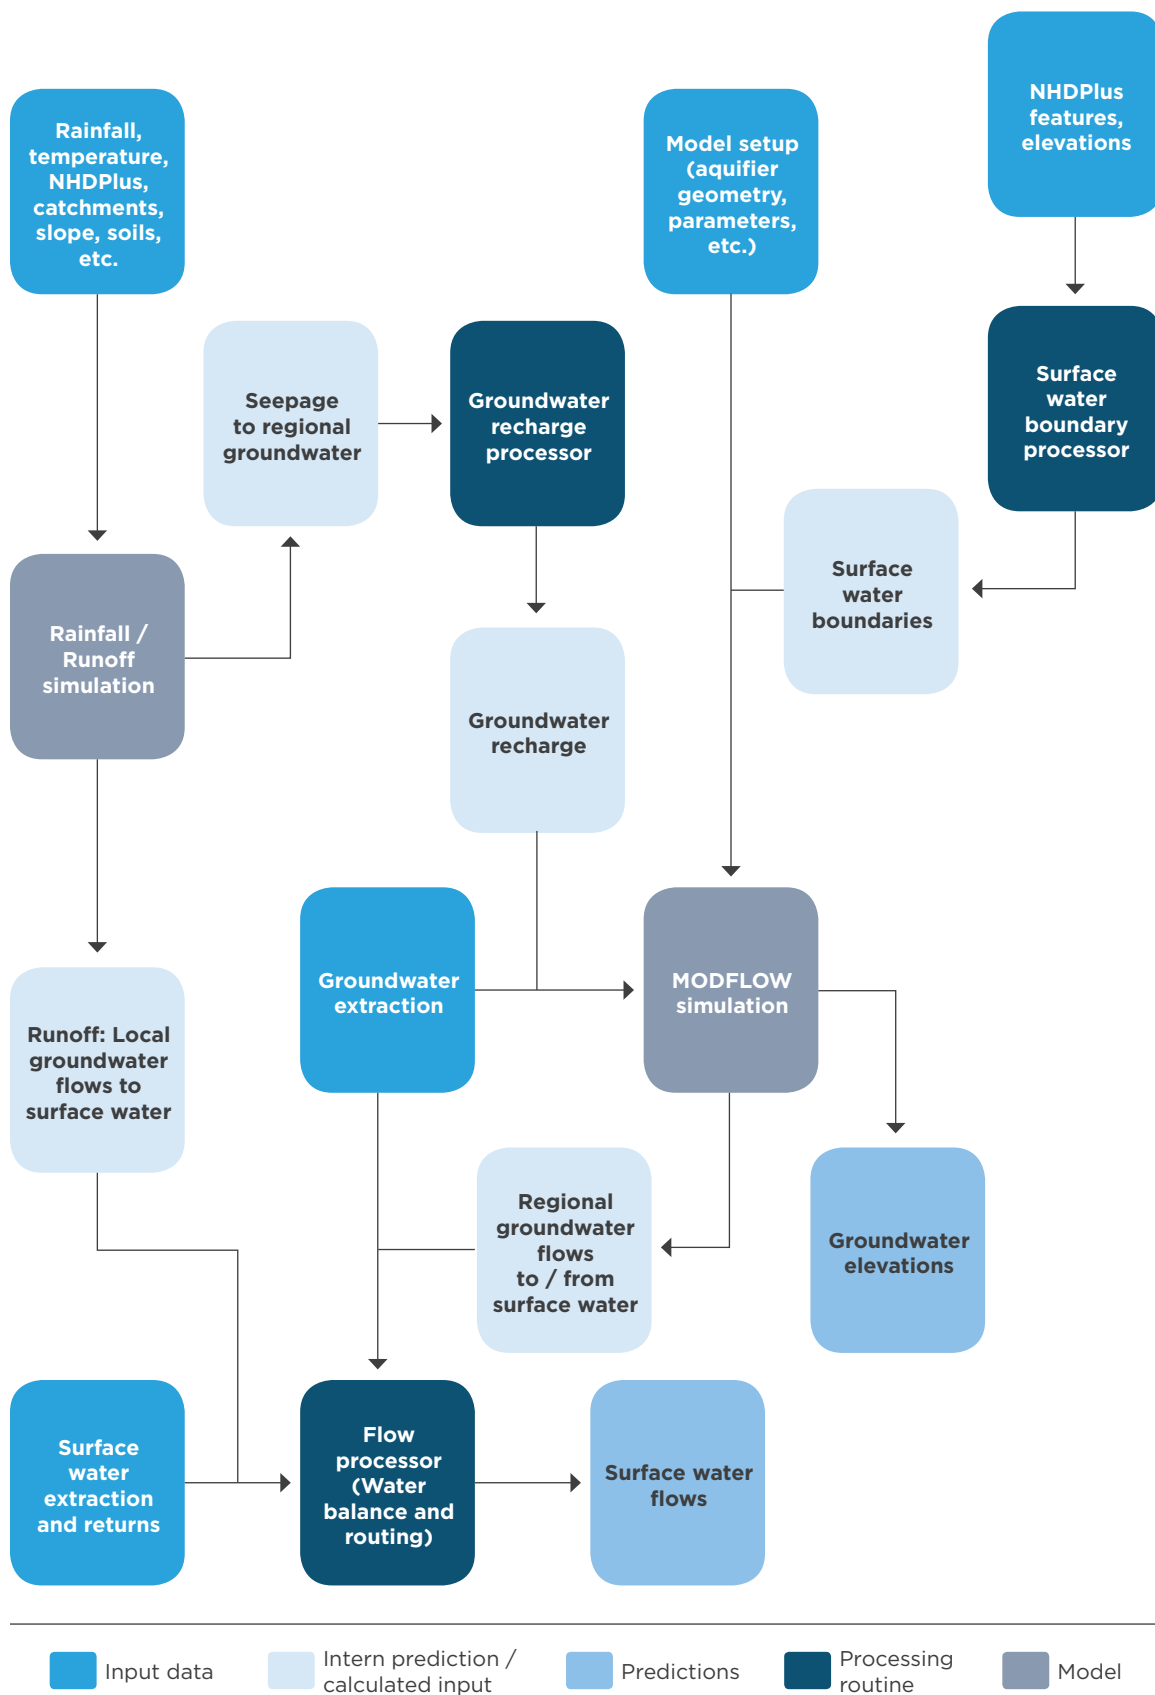 NHDPlus
features,
elevations
Rainfall,
temperature,
NHDPlus,
catchments,
slope, soils,
etc.
Model setup
(aquifier
geometry,
parameters,
etc.)
Seepage
to regional
groundwater
Groundwater
recharge
processor
Surface
water
boundary
processor
Surface
water
boundaries
Rainfall /
Runoff
simulation
Groundwater
recharge
Groundwater
extraction
MODFLOW
simulation
Runoff: Local
groundwater
flows to
surface water
Regional
groundwater
flows
to / from
surface water
Groundwater
elevations
Surface
water
extraction
and returns
Flow
processor
(Water
balance and
routing)
Surface water
flows
Input data
Intern prediction /
calculated input
Predictions
Processing
routine
Model